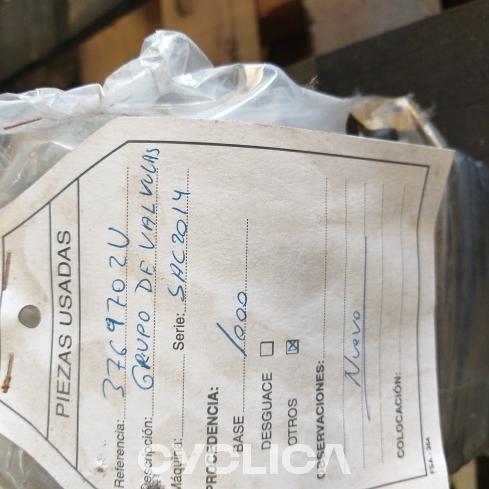 PIEZAS USADAS
Referencia: 3769702U
Descripción: GRUPO DE VALVULAS
Máquina: Serie: SAC2014
PROCEDENCIA:
BASE 1000
DESGUACE
OTROS
OBSERVACIONES:
Nuevo
COLOCACIÓN:
CYCLICA